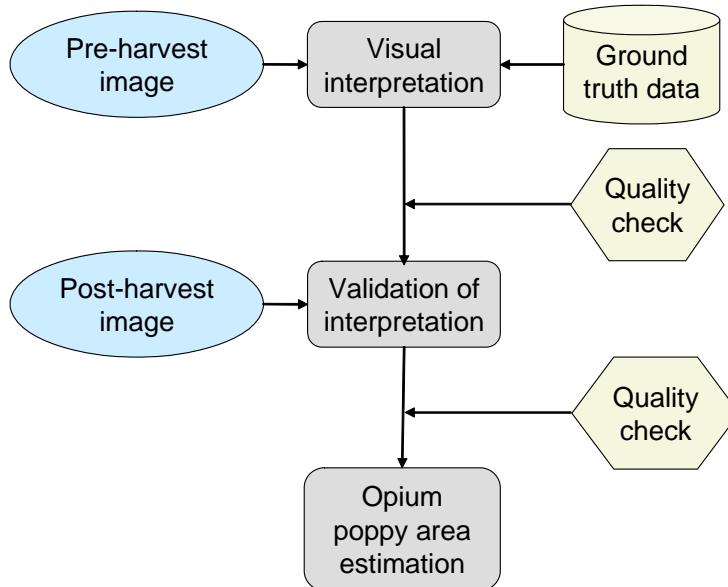 Pre-harvest
image
Visual
interpretation
Ground
truth data
Quality
check
Post-harvest
image
Validation of
interpretation
Quality
check
Opium
poppy area
estimation